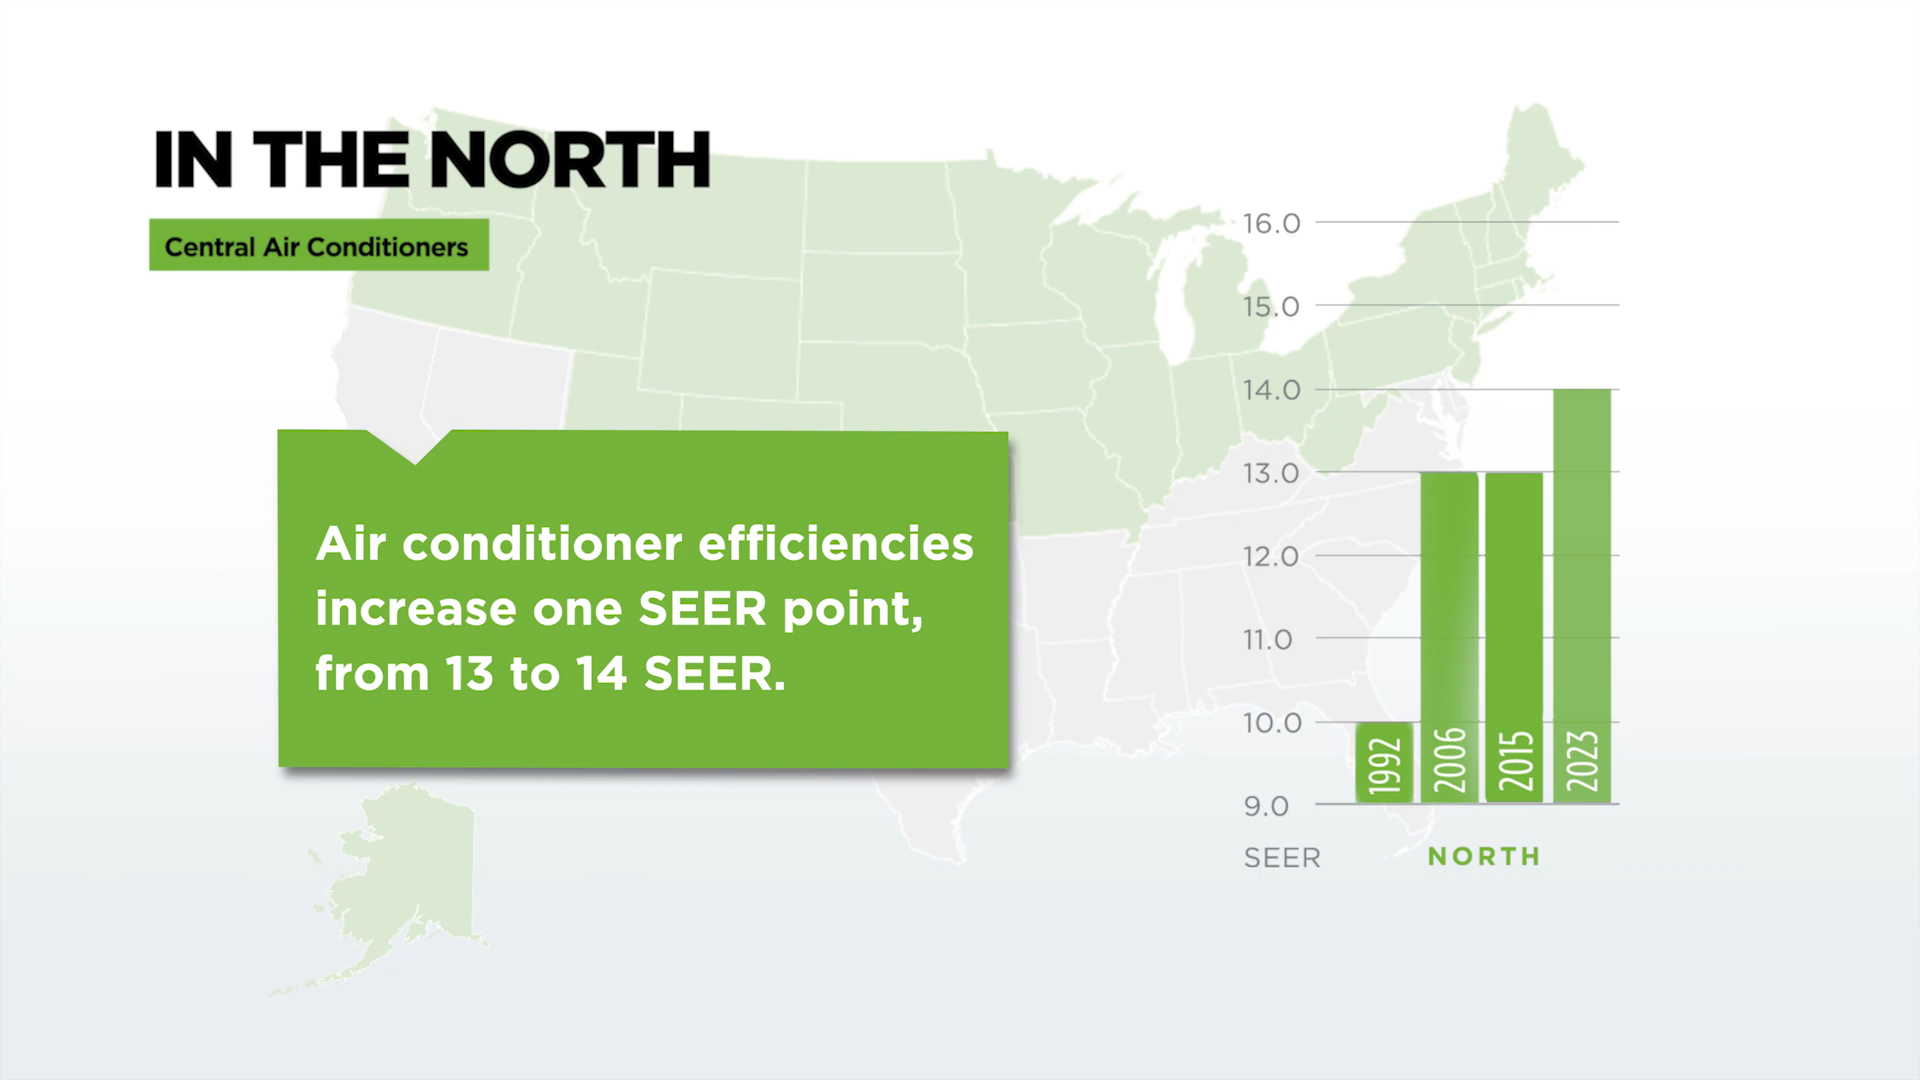 IN THE NORTH
Central Air Conditioners
Air conditioner efficiencies
increase one SEER point,
from 13 to 14 SEER.
16.0
15.0
14.0
13.0
12.0
11.0
10.0
9.0
1992
2006
2015
2023
SEER
NORTH